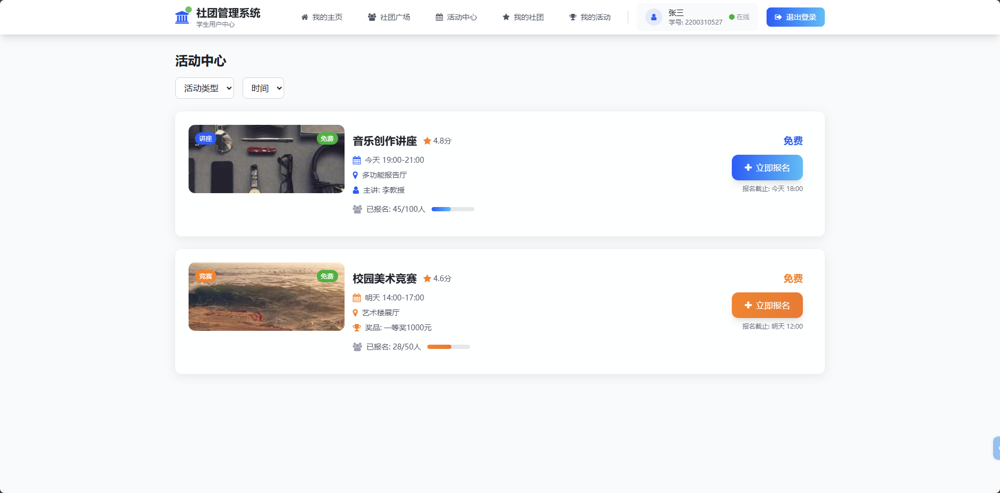 社团管理系统
学生用户中心
我的主页
社团广场
活动中心
我的社团
我的活动
张三
学号: 2200310527
在线
退出登录
活动中心
活动类型
时间
讲座
免费
音乐创作讲座
4.8分
今天 19:00-21:00
多功能报告厅
主讲: 李教授
已报名: 45/100人
免费
立即报名
报名截止: 今天 18:00
竞赛
免费
校园美术竞赛
4.6分
明天 14:00-17:00
艺术楼展厅
奖品: 一等奖1000元
已报名: 28/50人
免费
立即报名
报名截止: 明天 12:00